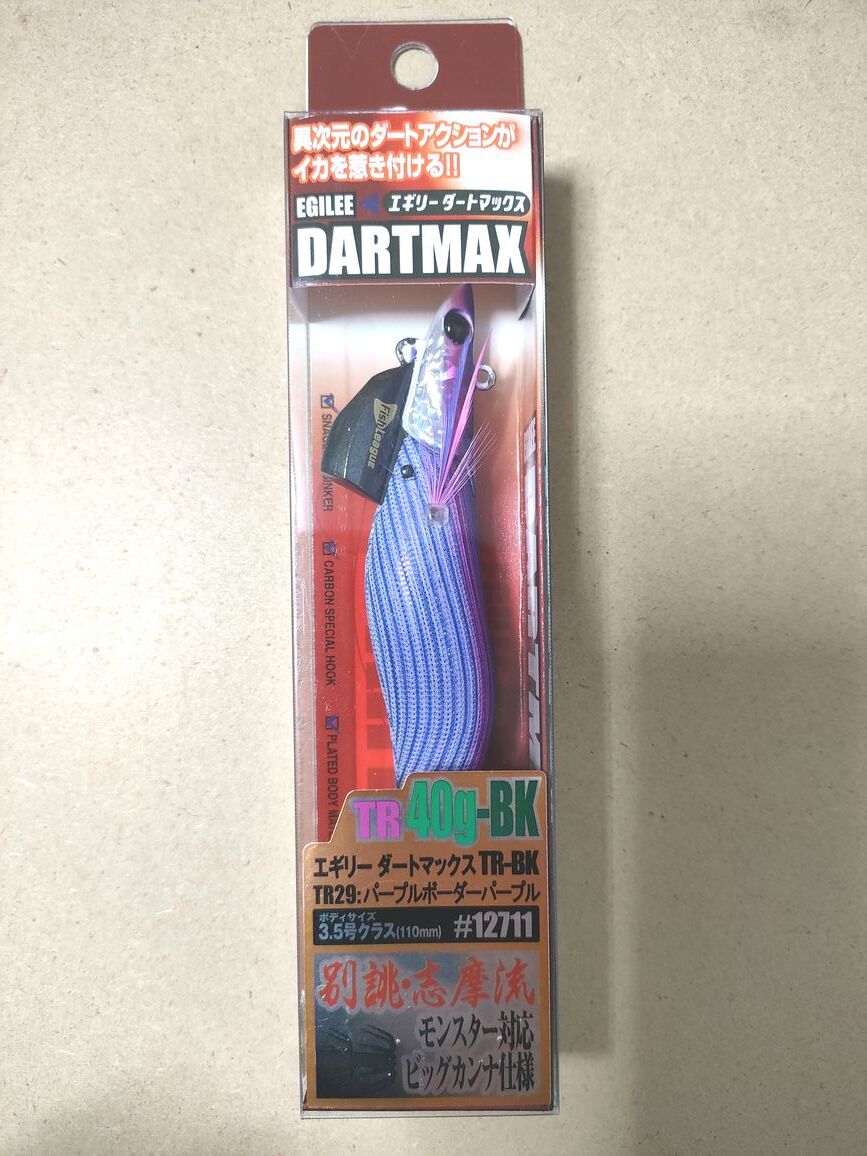 異次元のダートアクションが
イカを惹き付ける!!
EGILEE エギリー ダートマックス
DARTMAX
FishLeague
CARBON SPECIAL HOOK
PLATED BODY
TR 40g-BK
エギリー ダートマックス TR-BK
TR29:パープルボーダーパープル
ボディサイズ
3.5号クラス(110mm) #12711
別誂・志摩流
モンスター対応
ビッグカンナ仕様